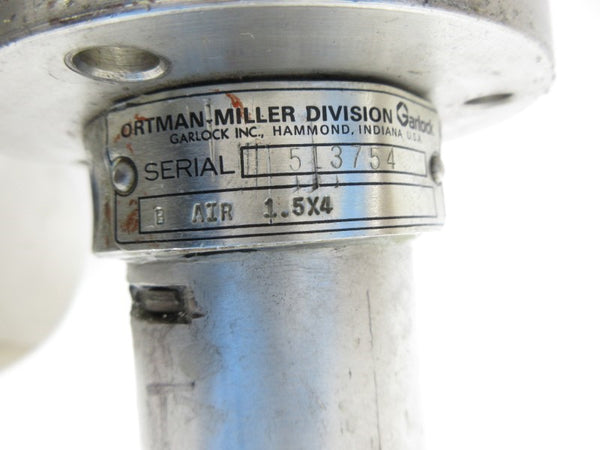 ORTMAN-MILLER DIVISION Garlock
GARLOCK INC., HAMMOND, INDIANA U.S.A.
SERIAL 513754
AIR 1.5X4